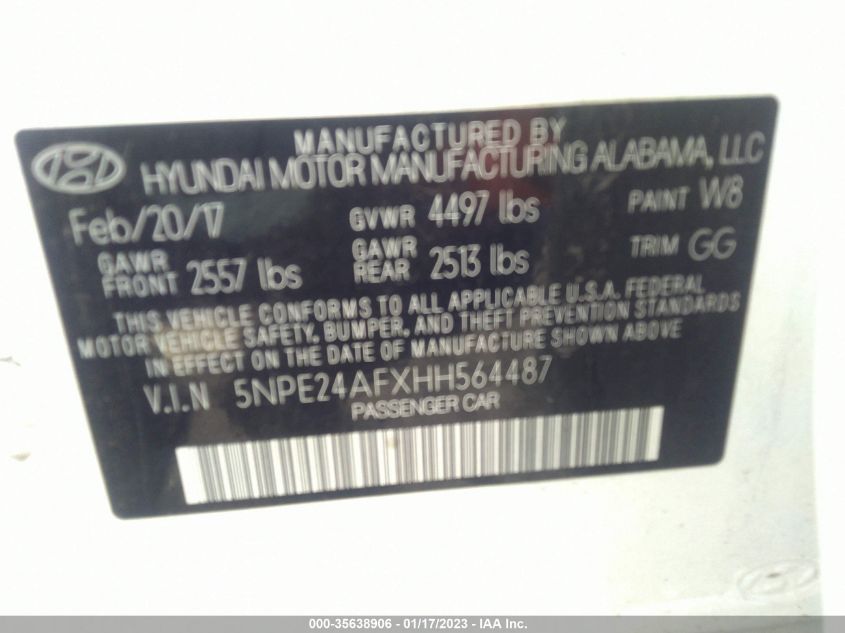 MANUFACTURED BY
HYUNDAI MOTOR MANUFACTURING ALABAMA, LLC
Feb/20/17 GVWR 4497 lbs PAINT W8
GAWR FRONT 2557 lbs GAWR REAR 2513 lbs TRIM GG
THIS VEHICLE CONFORMS TO ALL APPLICABLE U.S.A. FEDERAL
MOTOR VEHICLE SAFETY, BUMPER, AND THEFT PREVENTION STANDARDS
IN EFFECT ON THE DATE OF MANUFACTURE SHOWN ABOVE
V.I.N 5NPE24AFXHH564487
PASSENGER CAR
000-35638906 - 01/17/2023 - IAA Inc.